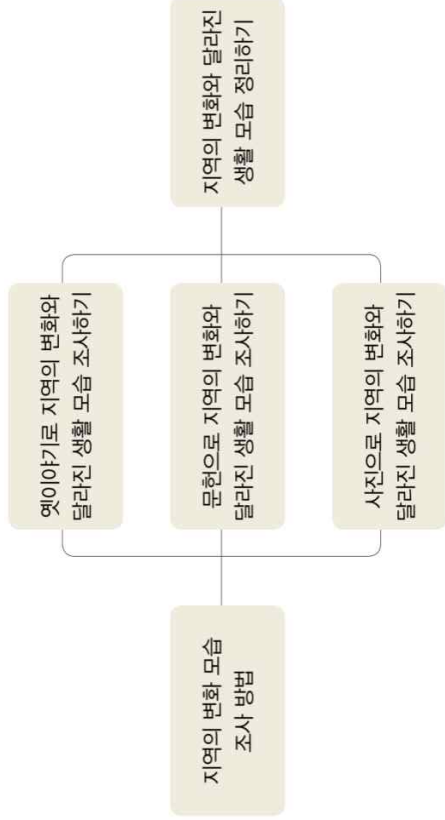 지역의 변화 모습
조사 방법
옛이야기로 지역의 변화와
달라진 생활 모습 조사하기
문헌으로 지역의 변화와
달라진 생활 모습 조사하기
사진으로 지역의 변화와
달라진 생활 모습 조사하기
지역의 변화와 달라진
생활 모습 정리하기